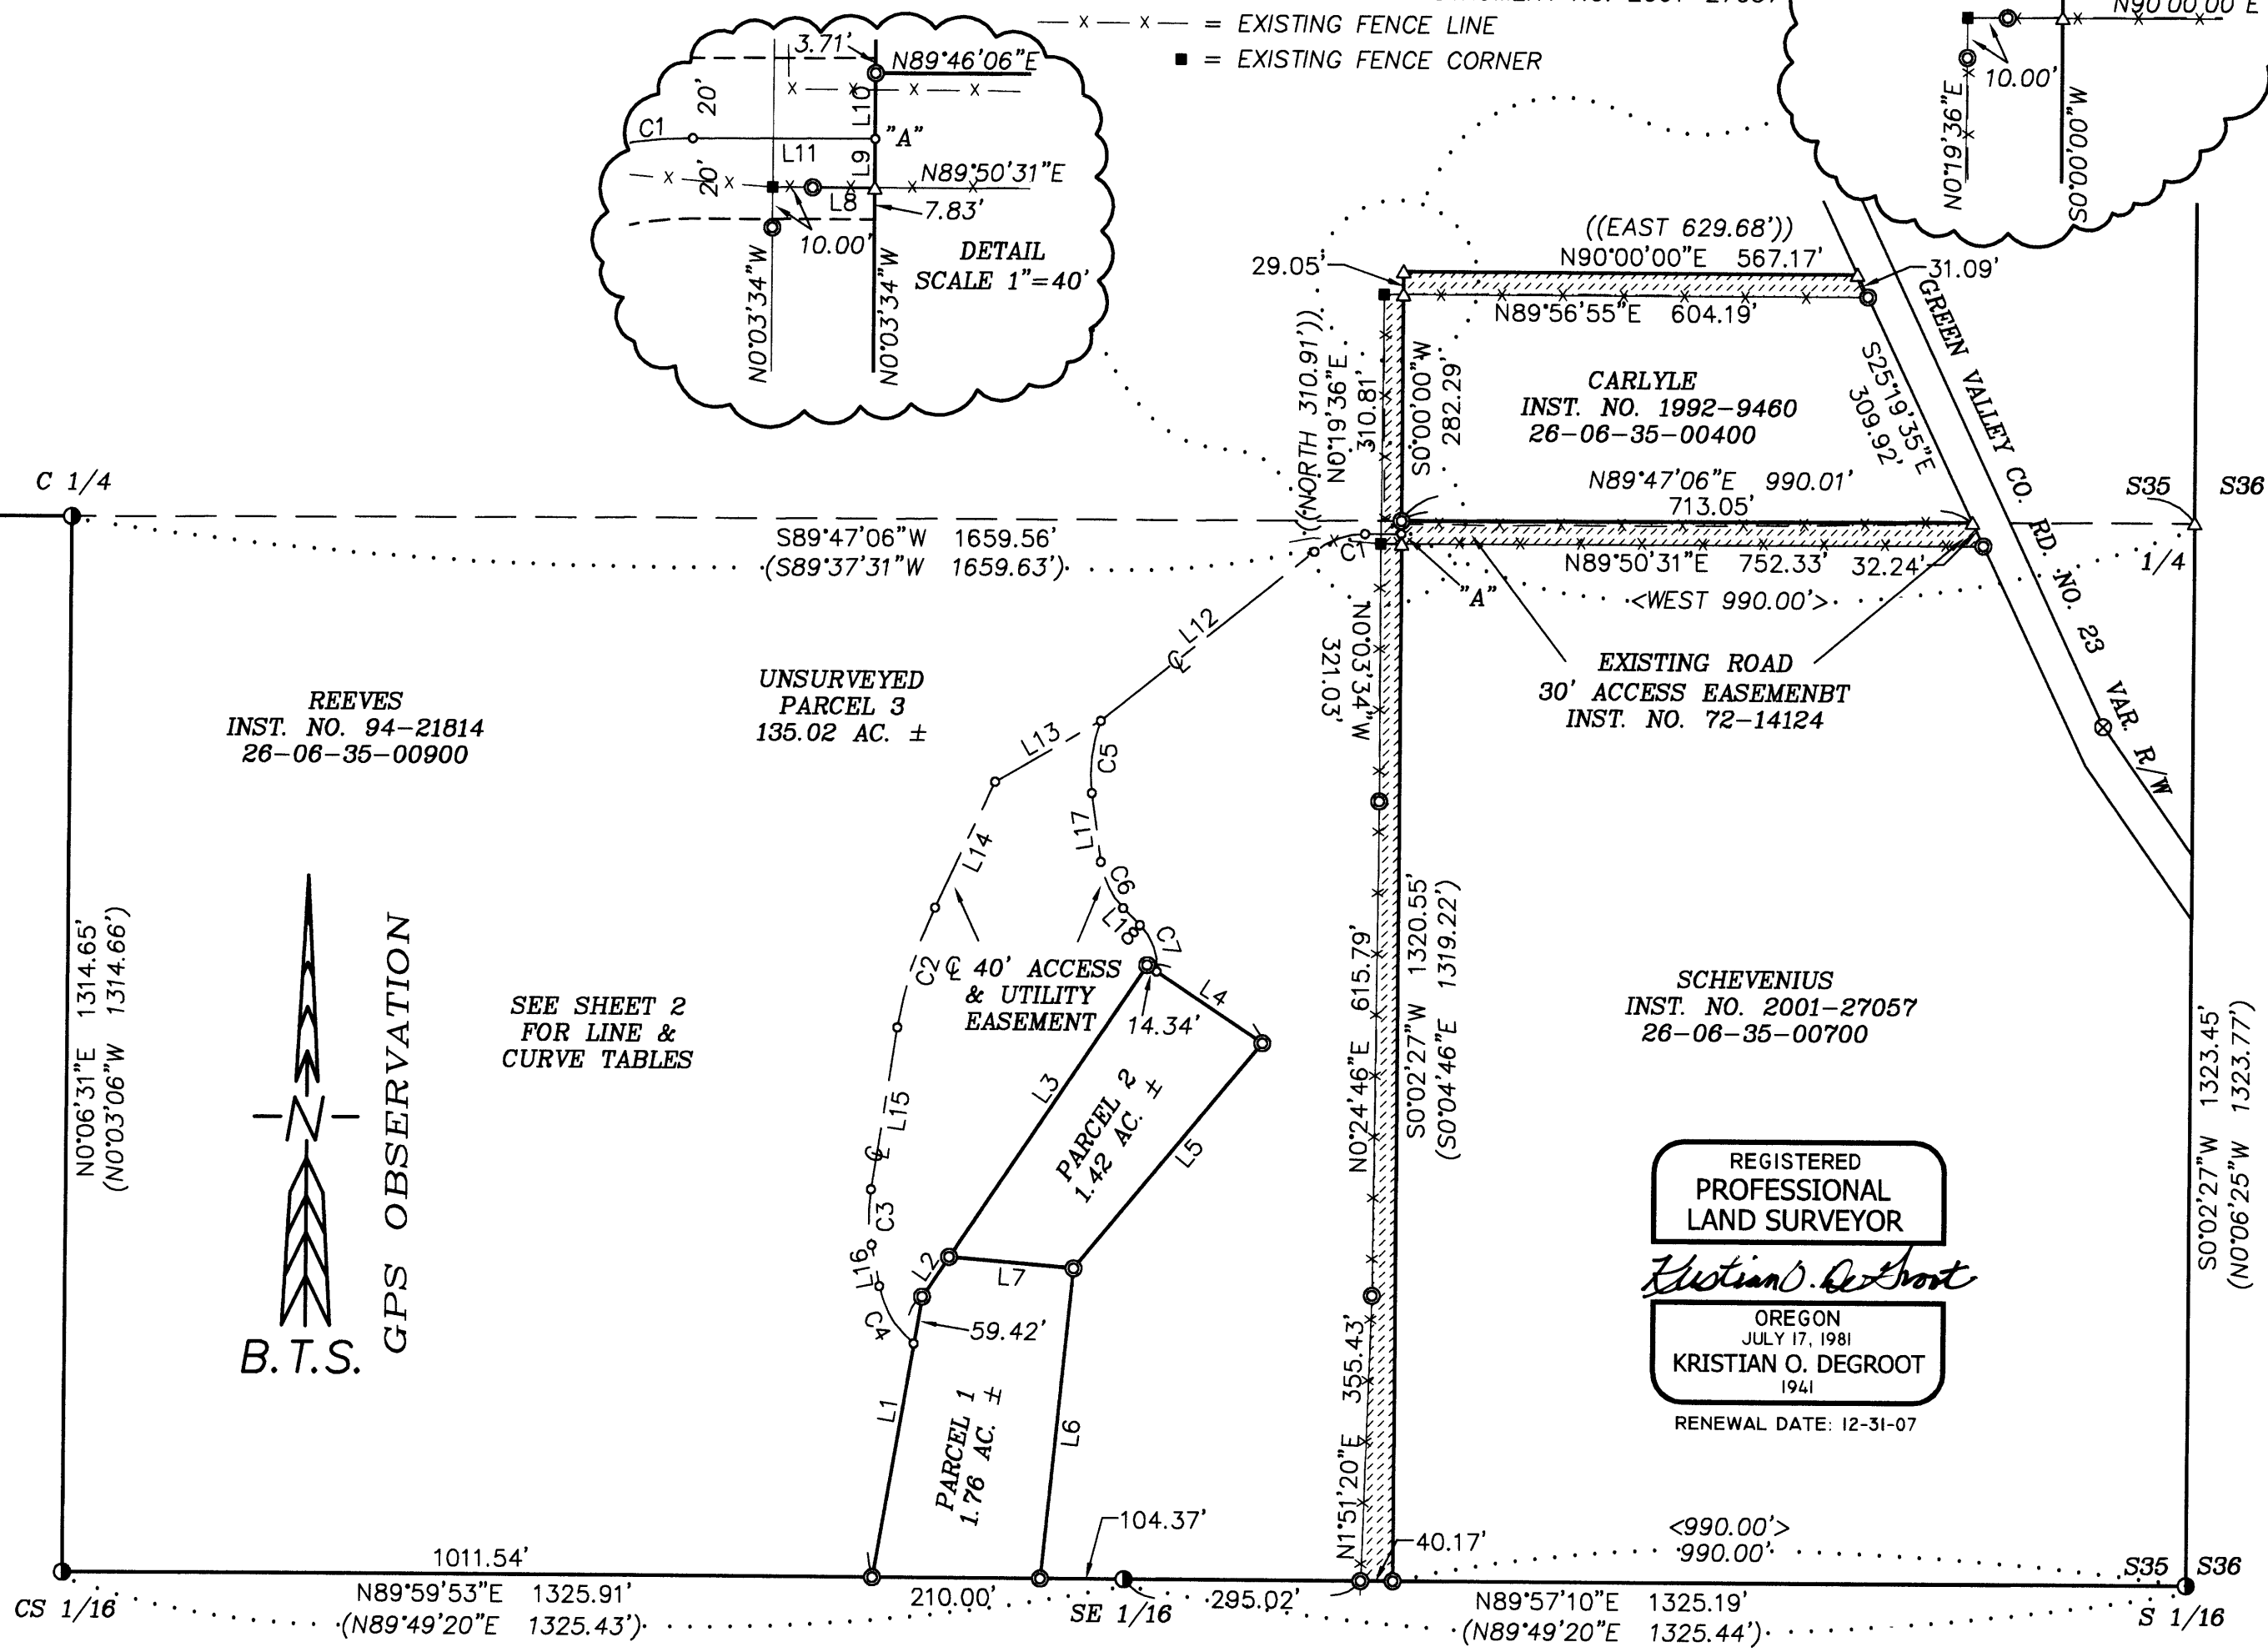 = EXISTING FENCE LINE
= EXISTING FENCE CORNER
3.71'
N89°46'06"E
20'
L10
C1
"A"
L11
L9
20'
N89°50'31"E
L8
7.83'
10.00'
N0°03'34"W
N0°03'34"W
DETAIL
SCALE 1"=40'
N90°00'00"E
10.00'
N0°19'36"E
S0°00'00"W
((EAST 629.68'))
N90°00'00"E 567.17'
29.05'
31.09'
N89°56'55"E 604.19'
((NORTH 310.91'))
N0°19'36"E
310.81'
S0°00'00"W
282.29'
CARLYLE
INST. NO. 1992-9460
26-06-35-00400
S25°19'35"E
309.92'
GREEN VALLEY CO. RD. NO. 23 VAR. R/W
N89°47'06"E 990.01'
713.05'
C 1/4
S35
S36
S89°47'06"W 1659.56'
(S89°37'31"W 1659.63')
C1
N89°50'31"E 752.33'
32.24'
1/4
"A"
<WEST 990.00'>
L12
N0°03'34"W
321.03'
EXISTING ROAD
30' ACCESS EASEMENBT
INST. NO. 72-14124
REEVES
INST. NO. 94-21814
26-06-35-00900
UNSURVEYED
PARCEL 3
135.02 AC. ±
L13
C5
L17
L14
C6
L18
C7
C2
40' ACCESS
& UTILITY
EASEMENT
14.34'
L4
N0°06'31"E 1314.65'
(N0°03'06"W 1314.66')
GPS OBSERVATION
N
B.T.S.
SEE SHEET 2
FOR LINE &
CURVE TABLES
L3
PARCEL 2
1.42 AC. ±
L5
L15
C3
L16
L2
L7
C4
59.42'
L1
PARCEL 1
1.76 AC. ±
L6
N0°24'46"E 615.79'
S0°02'27"W 1320.55'
(S0°04'46"E 1319.22')
N1°51'20"E 355.43'
SCHEVENIUS
INST. NO. 2001-27057
26-06-35-00700
S0°02'27"W 1323.45'
(N0°06'25"W 1323.77')
REGISTERED
PROFESSIONAL
LAND SURVEYOR
Kristian O. DeGroot
OREGON
JULY 17, 1981
KRISTIAN O. DEGROOT
1941
RENEWAL DATE: 12-31-07
104.37'
40.17'
<990.00'>
990.00'
1011.54'
S35
S36
N89°59'53"E 1325.91'
(N89°49'20"E 1325.43')
CS 1/16
210.00'
SE 1/16
295.02'
N89°57'10"E 1325.19'
(N89°49'20"E 1325.44')
S 1/16